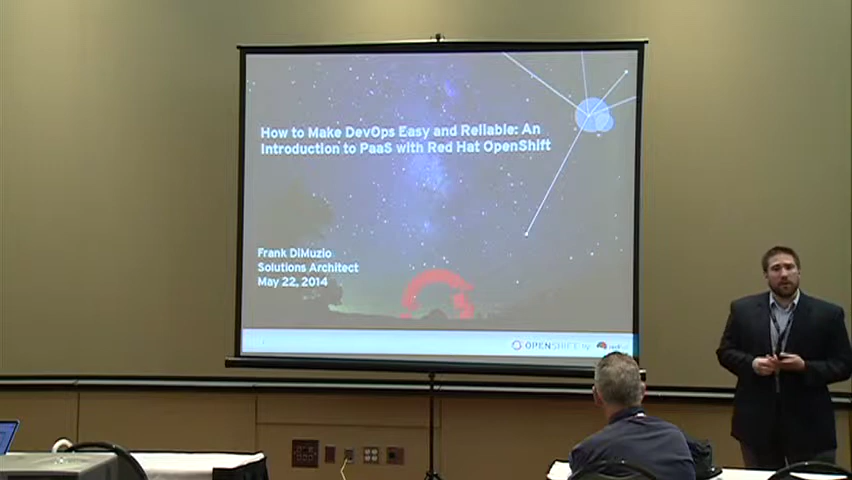 How to Make DevOps Easy and Reliable: An
Introduction to PaaS with Red Hat OpenShift
Frank DiMuzio
Solutions Architect
May 22, 2014
OPENSHIFT by